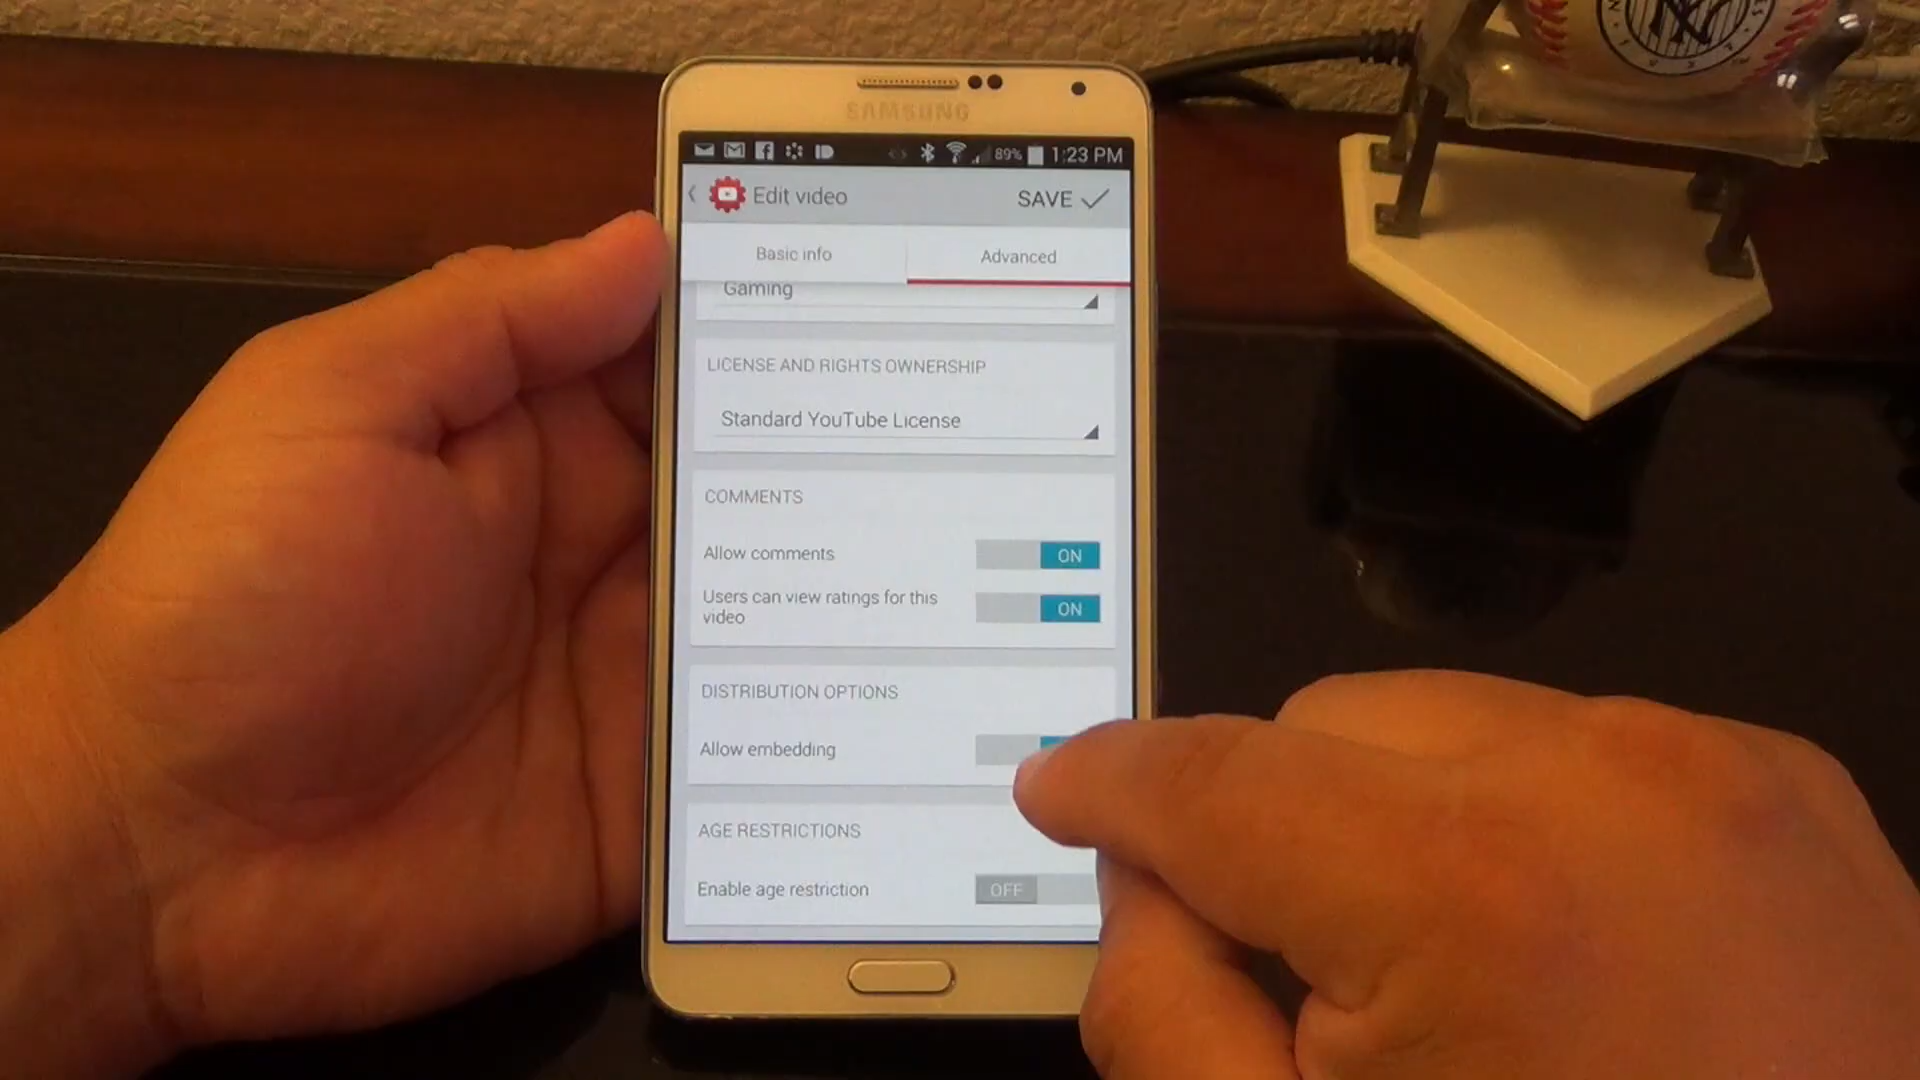 SAMSUNG
89% 1:23 PM
Edit video SAVE
Basic info Advanced
Gaming
LICENSE AND RIGHTS OWNERSHIP
Standard YouTube License
COMMENTS
Allow comments ON
Users can view ratings for this ON
video
DISTRIBUTION OPTIONS
Allow embedding
AGE RESTRICTIONS
Enable age restriction OFF